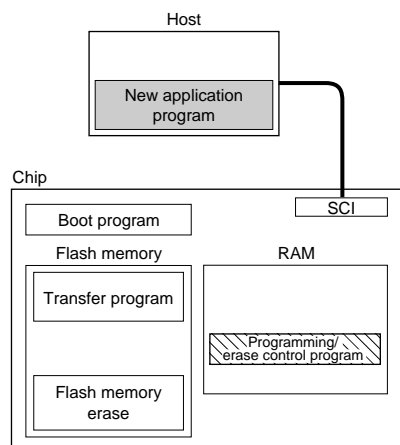 Host
New application
program
Chip
SCI
Boot program
Flash memory
RAM
Transfer program
Programming/
erase control program
Flash memory
erase